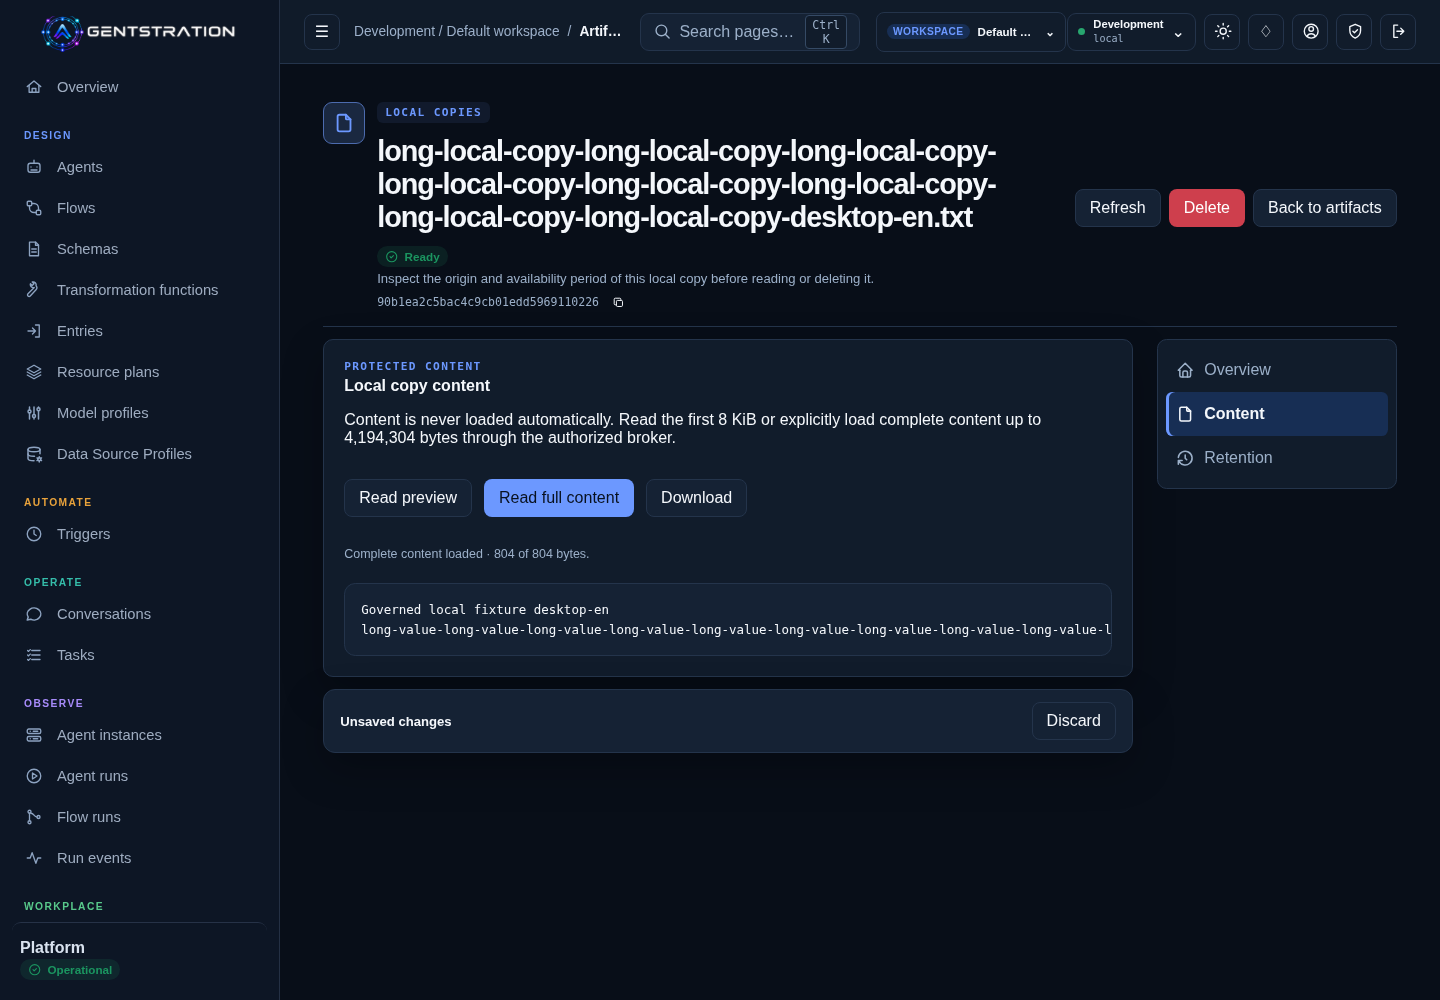 GENTSTRATION
Overview
DESIGN
Agents
Flows
Schemas
Transformation functions
Entries
Resource plans
Model profiles
Data Source Profiles
AUTOMATE
Triggers
OPERATE
Conversations
Tasks
OBSERVE
Agent instances
Agent runs
Flow runs
Run events
WORKPLACE
Platform
Operational
Development / Default workspace / Artif...
Search pages...
Ctrl
K
WORKSPACE Default ...
Development
local
LOCAL COPIES
long-local-copy-long-local-copy-long-local-copy-
long-local-copy-long-local-copy-long-local-copy-
long-local-copy-long-local-copy-desktop-en.txt
Refresh
Delete
Back to artifacts
Ready
Inspect the origin and availability period of this local copy before reading or deleting it.
90b1ea2c5bac4c9cb01edd5969110226
PROTECTED CONTENT
Local copy content
Content is never loaded automatically. Read the first 8 KiB or explicitly load complete content up to
4,194,304 bytes through the authorized broker.
Read preview
Read full content
Download
Complete content loaded · 804 of 804 bytes.
Governed local fixture desktop-en
long-value-long-value-long-value-long-value-long-value-long-value-long-value-long-value-long-value-l
Unsaved changes
Discard
Overview
Content
Retention